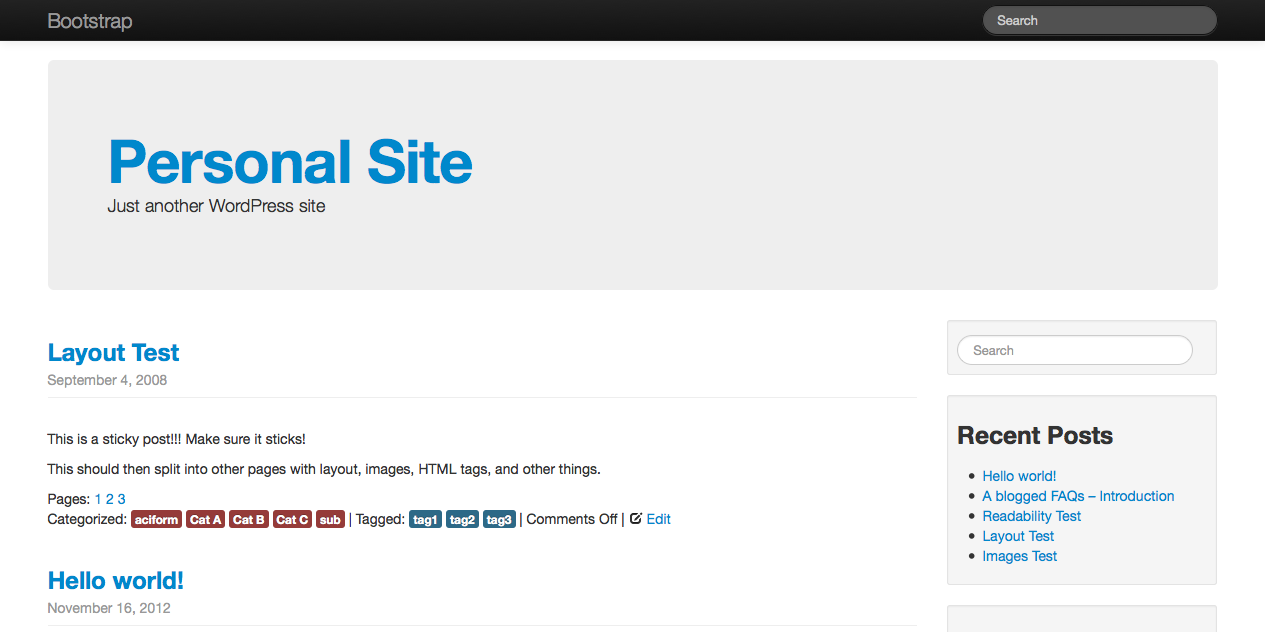 Bootstrap
Search
Personal Site
Just another WordPress site
Layout Test
September 4, 2008
This is a sticky post!!! Make sure it sticks!
This should then split into other pages with layout, images, HTML tags, and other things.
Pages: 1 2 3
Categorized: aciform Cat A Cat B Cat C sub | Tagged: tag1 tag2 tag3 | Comments Off | Edit
Hello world!
November 16, 2012
Search
Recent Posts
Hello world!
A blogged FAQs – Introduction
Readability Test
Layout Test
Images Test